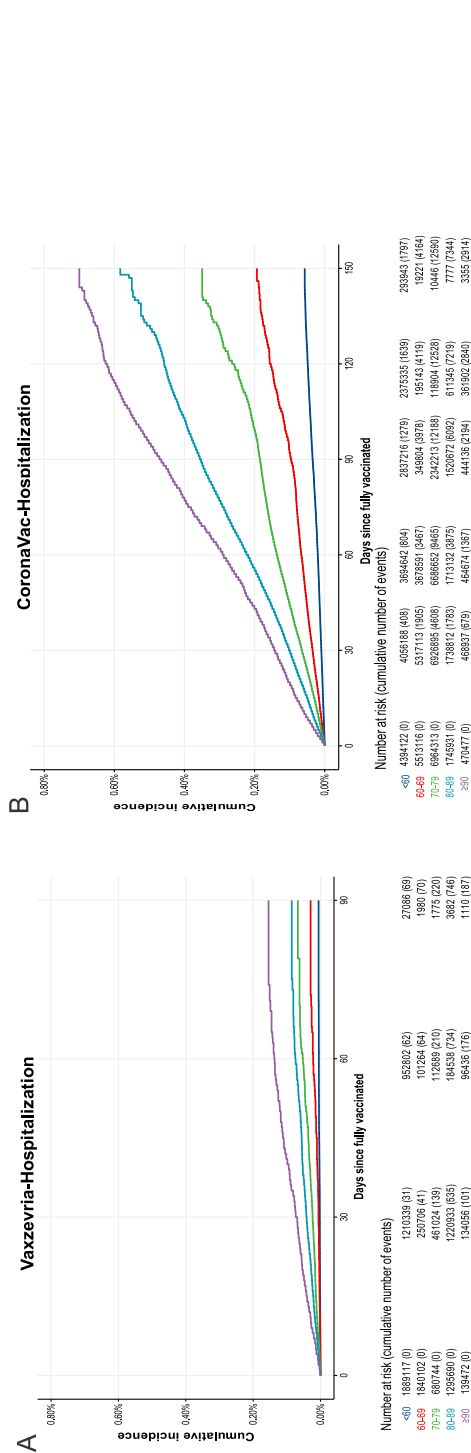 A
Vaxzevria-Hospitalization
0.80%
0.60%
0.40%
0.20%
0.00%
Cumulative incidence
0 30 60 90
Days since fully vaccinated
Number at risk (cumulative number of events)
<60 1889117 (0) 1210339 (31) 952802 (62) 27086 (69)
60-69 1840102 (0) 250706 (41) 101264 (64) 1980 (70)
70-79 680744 (0) 461024 (139) 112689 (210) 1775 (220)
80-89 1295690 (0) 1220933 (535) 184538 (734) 3682 (746)
≥90 139472 (0) 134056 (101) 96436 (176) 1110 (187)
B
CoronaVac-Hospitalization
0.80%
0.60%
0.40%
0.20%
0.00%
Cumulative incidence
0 30 60 90 120 150
Days since fully vaccinated
Number at risk (cumulative number of events)
<60 4394122 (0) 4056188 (408) 3694642 (804) 2837216 (1279) 2375335 (1639) 293943 (1797)
60-69 5513116 (0) 5317113 (1905) 3678591 (3467) 349804 (3978) 195143 (4119) 19221 (4164)
70-79 6964313 (0) 6926895 (4608) 6686652 (9465) 2342213 (12188) 118904 (12528) 10446 (12590)
80-89 1745931 (0) 1738812 (1783) 1713132 (3875) 1520672 (6092) 611345 (7219) 7777 (7344)
≥90 470477 (0) 468937 (679) 464674 (1367) 444136 (2194) 361902 (2840) 3355 (2914)